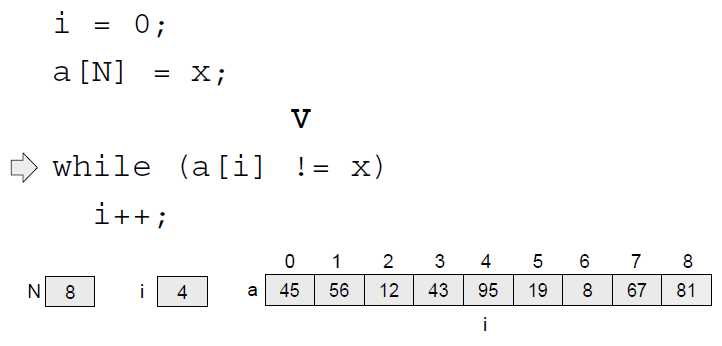 i = 0;
a[N] = x;
V
while (a[i] != x)
i++;
0 1 2 3 4 5 6 7 8
N 8 i 4 a 45 56 12 43 95 19 8 67 81
i